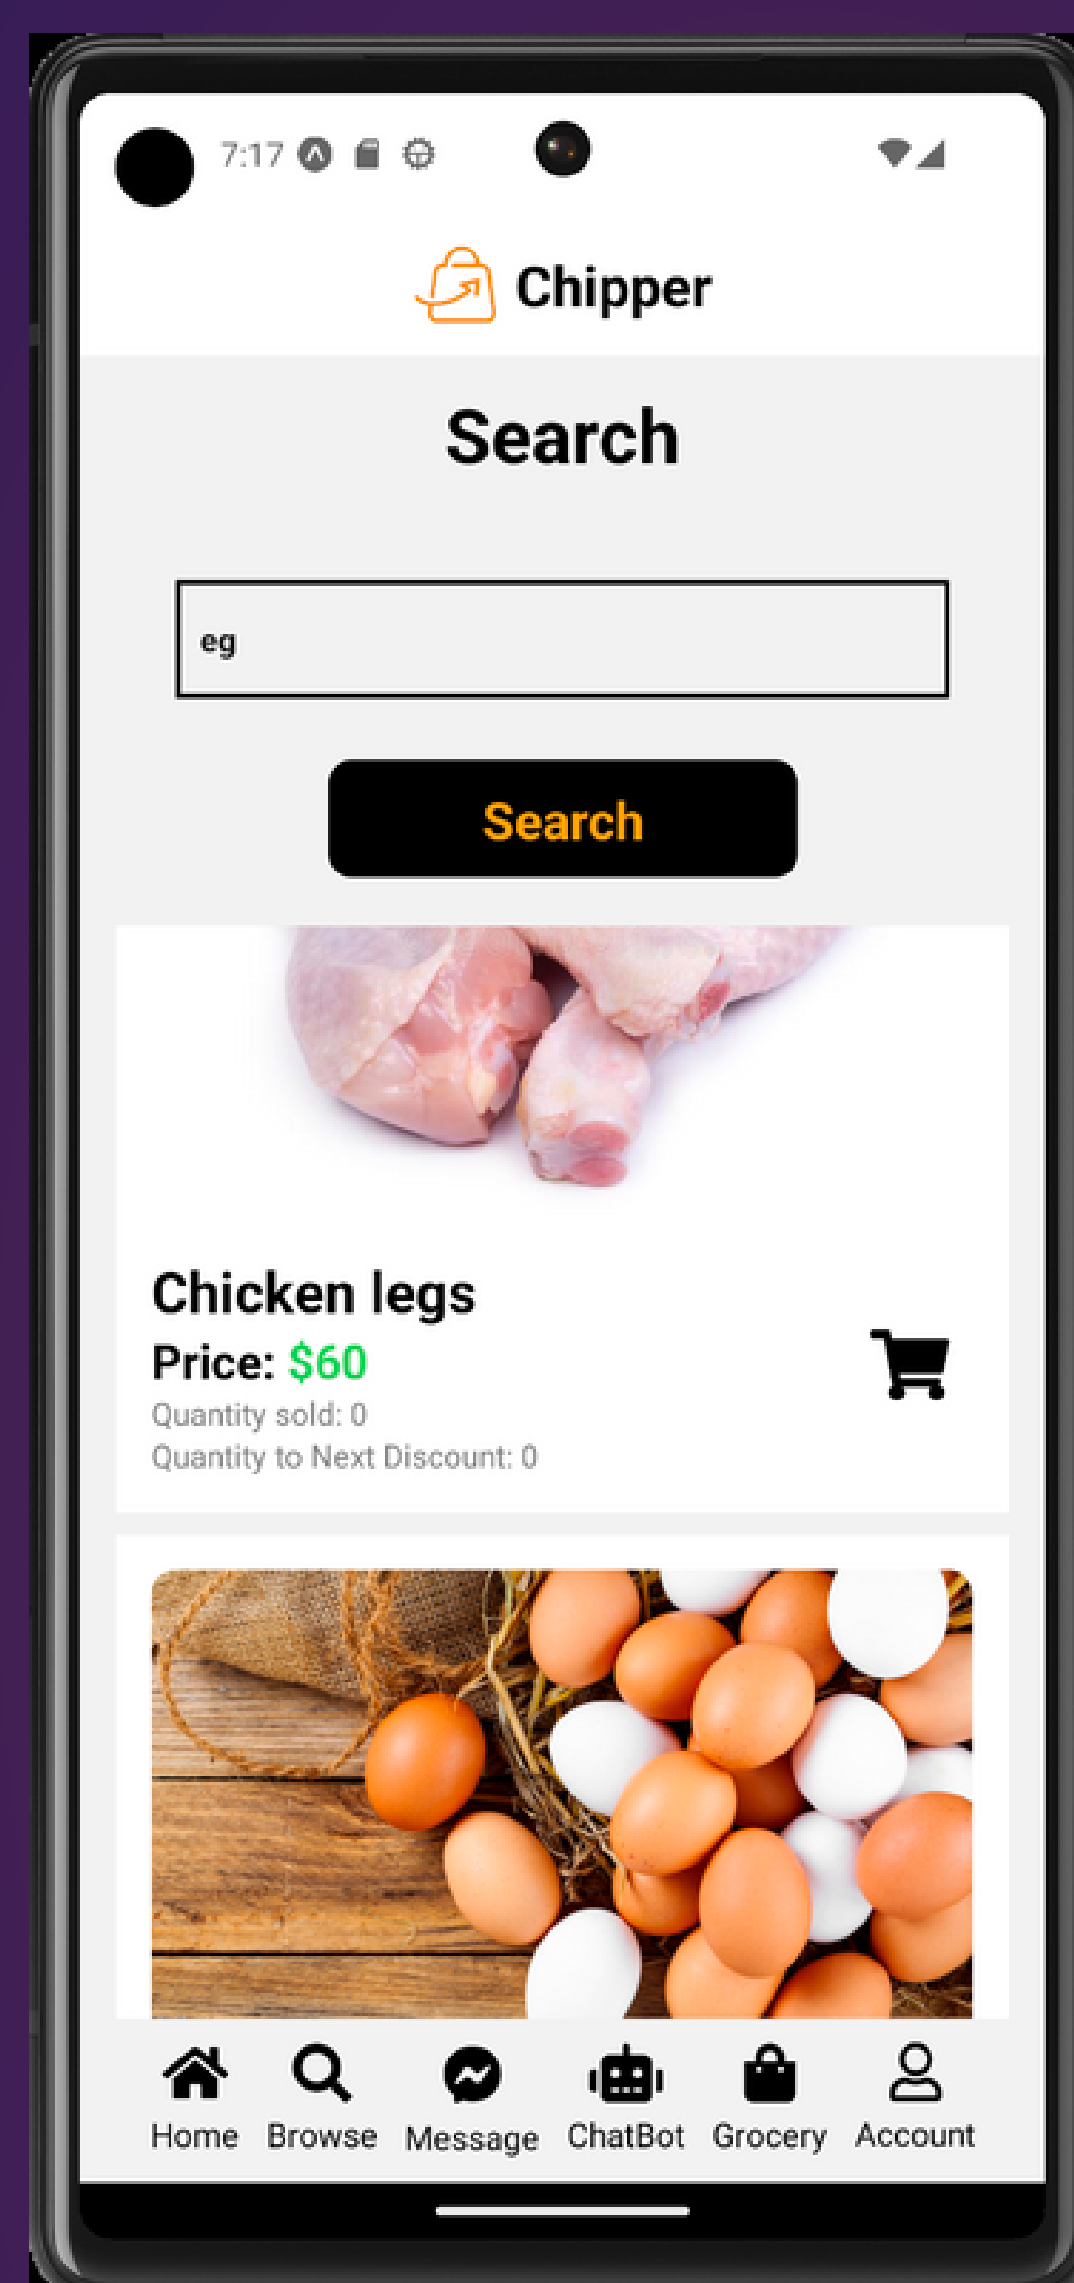 7:17
Chipper
Search
eg
Search
Chicken legs
Price: $60
Quantity sold: 0
Quantity to Next Discount: 0
Home Browse Message ChatBot Grocery Account